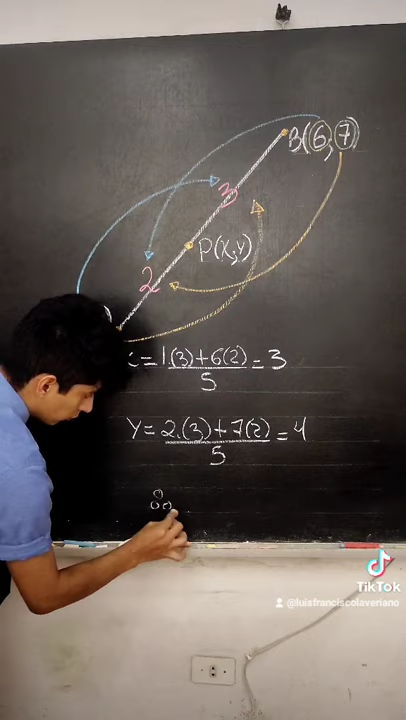 B(6;7)
3
P(X;Y)
2
)
X = 1.(3)+6(2) = 3
5
Y = 2.(3)+7(2) = 4
5
TikTok
@luisfranciscolaveriano